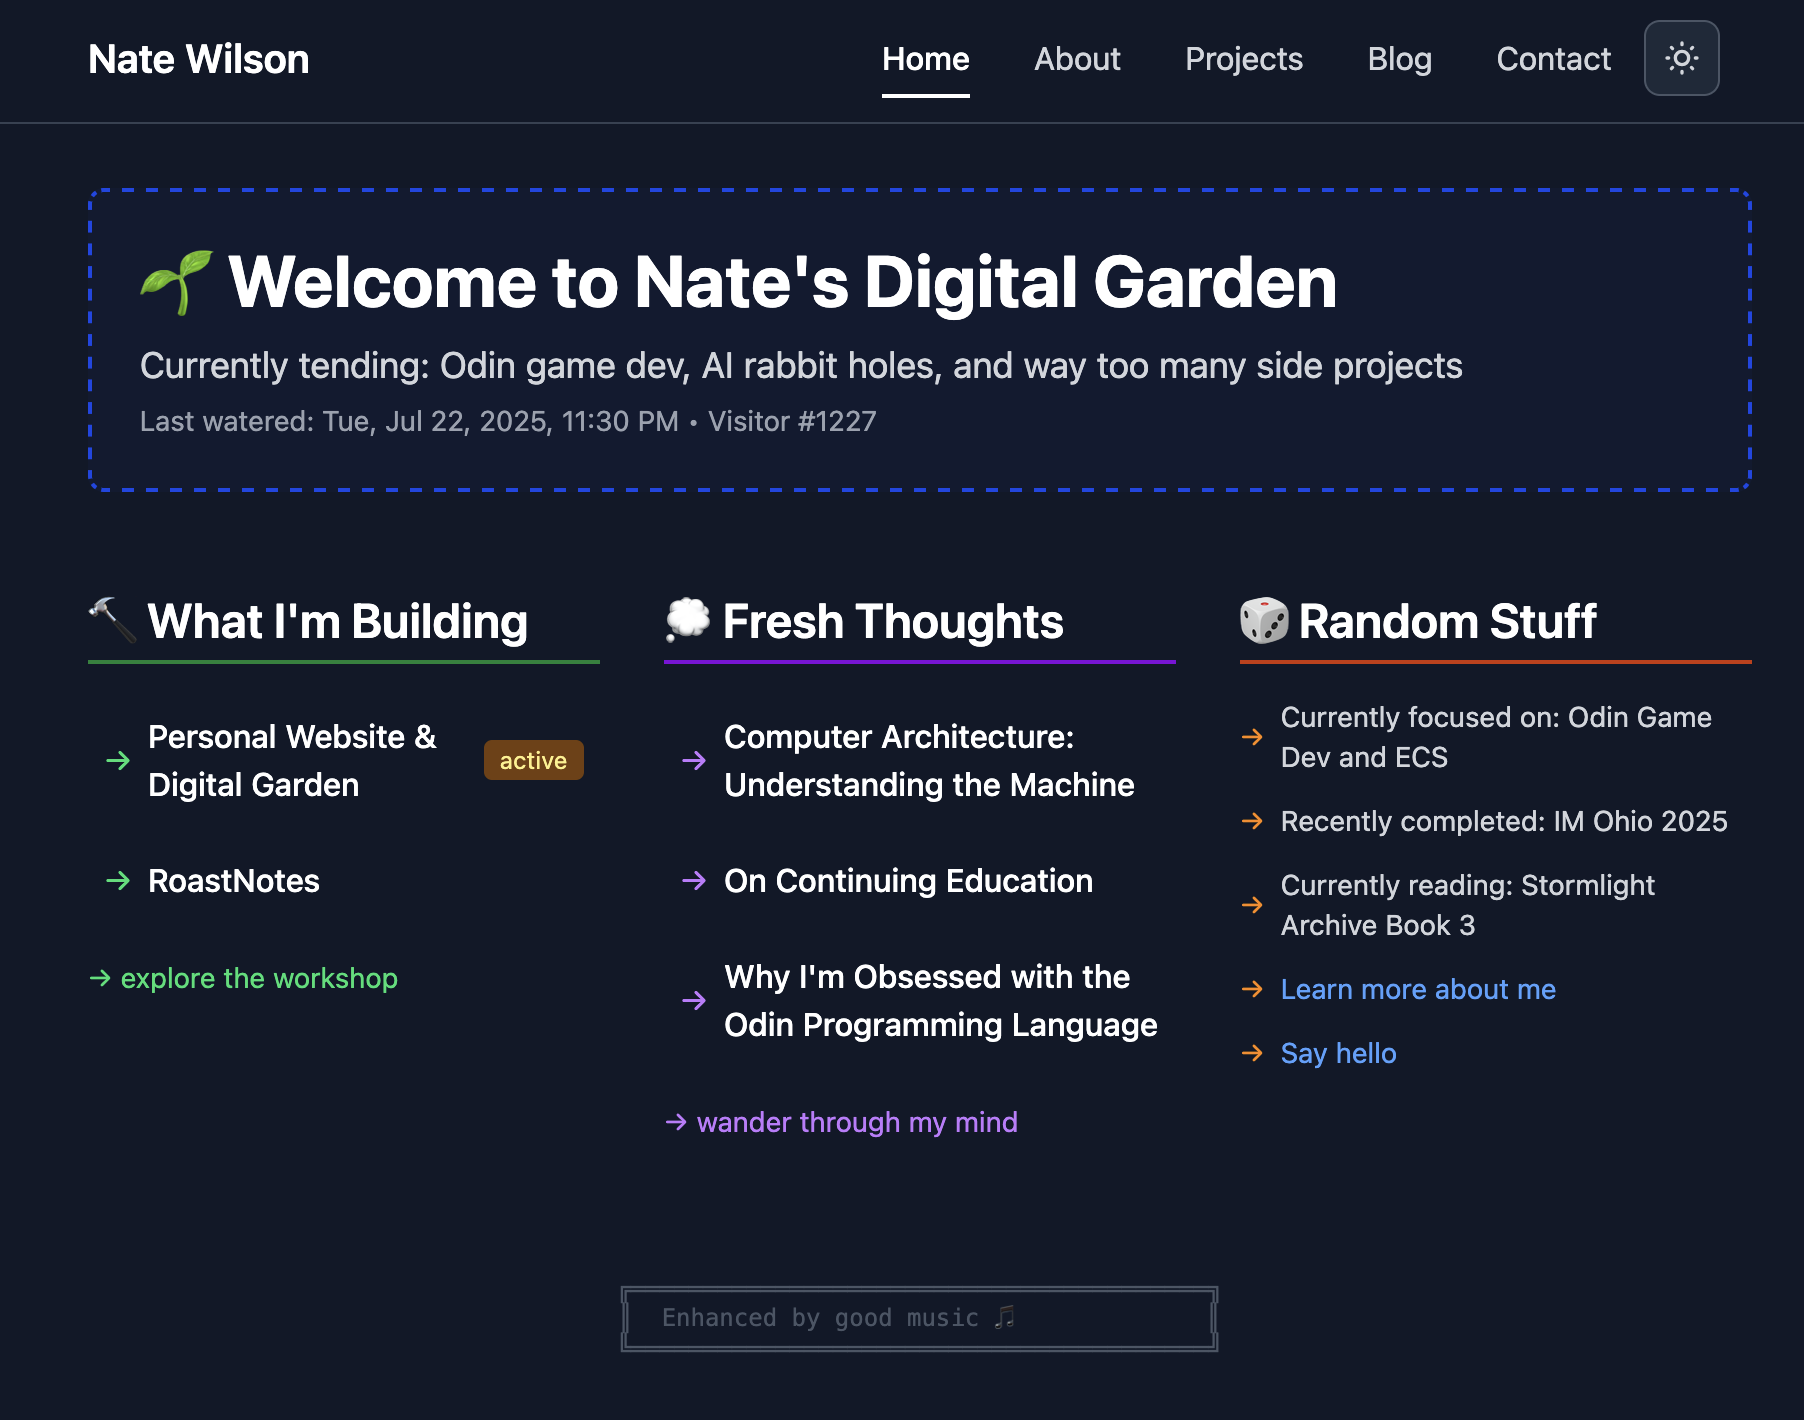 Nate Wilson
Home
About
Projects
Blog
Contact
Welcome to Nate's Digital Garden
Currently tending: Odin game dev, AI rabbit holes, and way too many side projects
Last watered: Tue, Jul 22, 2025, 11:30 PM • Visitor #1227
What I'm Building
→ Personal Website &
Digital Garden
active
→ RoastNotes
→ explore the workshop
Fresh Thoughts
→ Computer Architecture:
Understanding the Machine
→ On Continuing Education
→ Why I'm Obsessed with the
Odin Programming Language
→ wander through my mind
Random Stuff
→ Currently focused on: Odin Game
Dev and ECS
→ Recently completed: IM Ohio 2025
→ Currently reading: Stormlight
Archive Book 3
→ Learn more about me
→ Say hello
Enhanced by good music 🎵